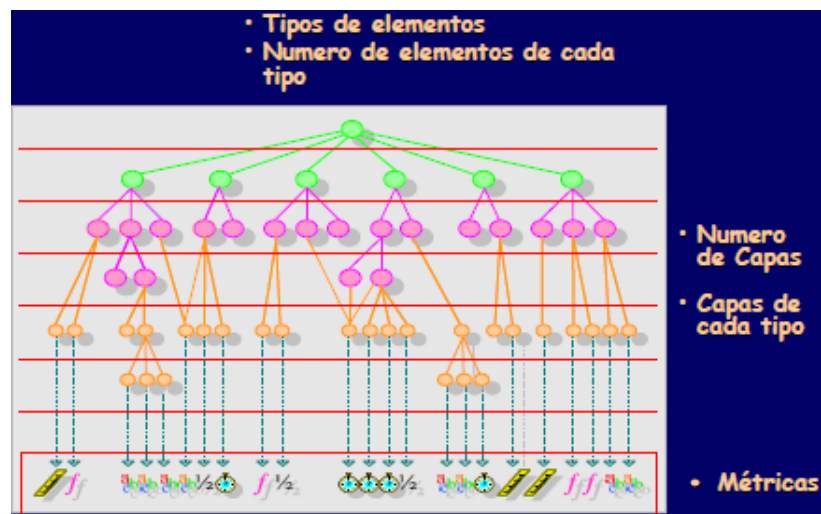 • Tipos de elementos
• Numero de elementos de cada
tipo
• Numero
de Capas
• Capas de
cada tipo
• Métricas